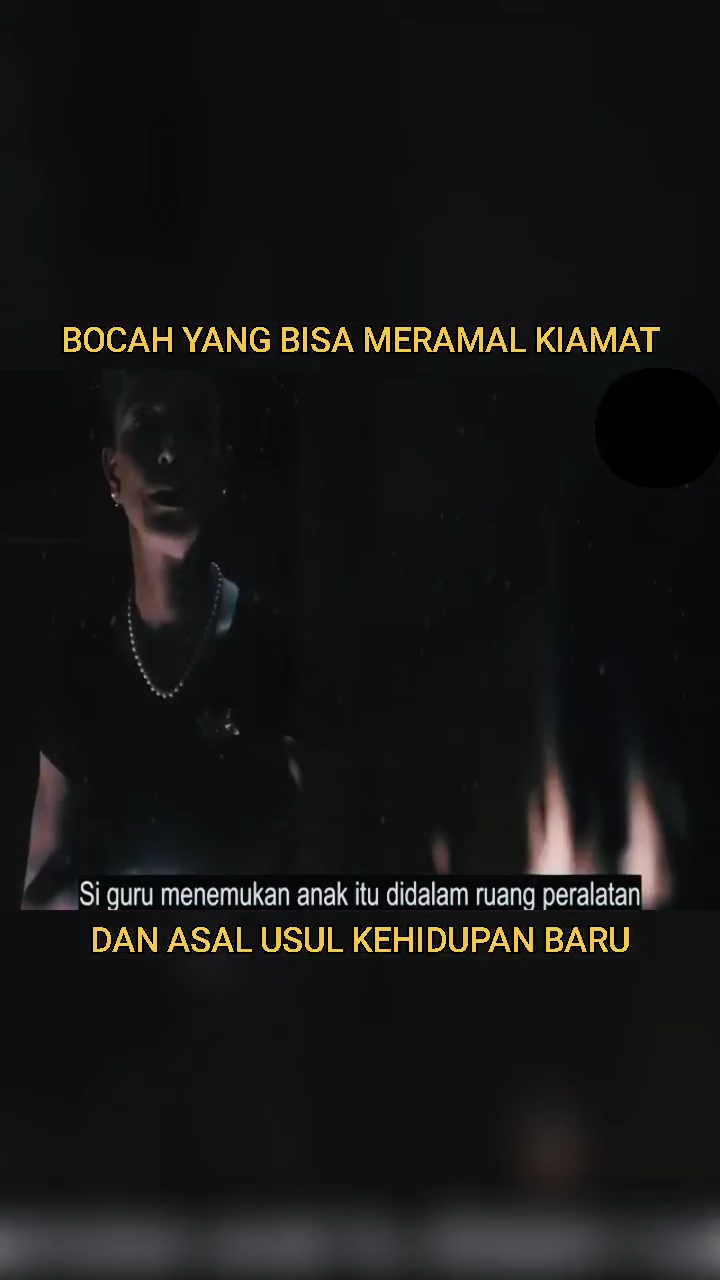 BOCAH YANG BISA MERAMAL KIAMAT
Si guru menemukan anak itu didalam ruang peralatan
DAN ASAL USUL KEHIDUPAN BARU